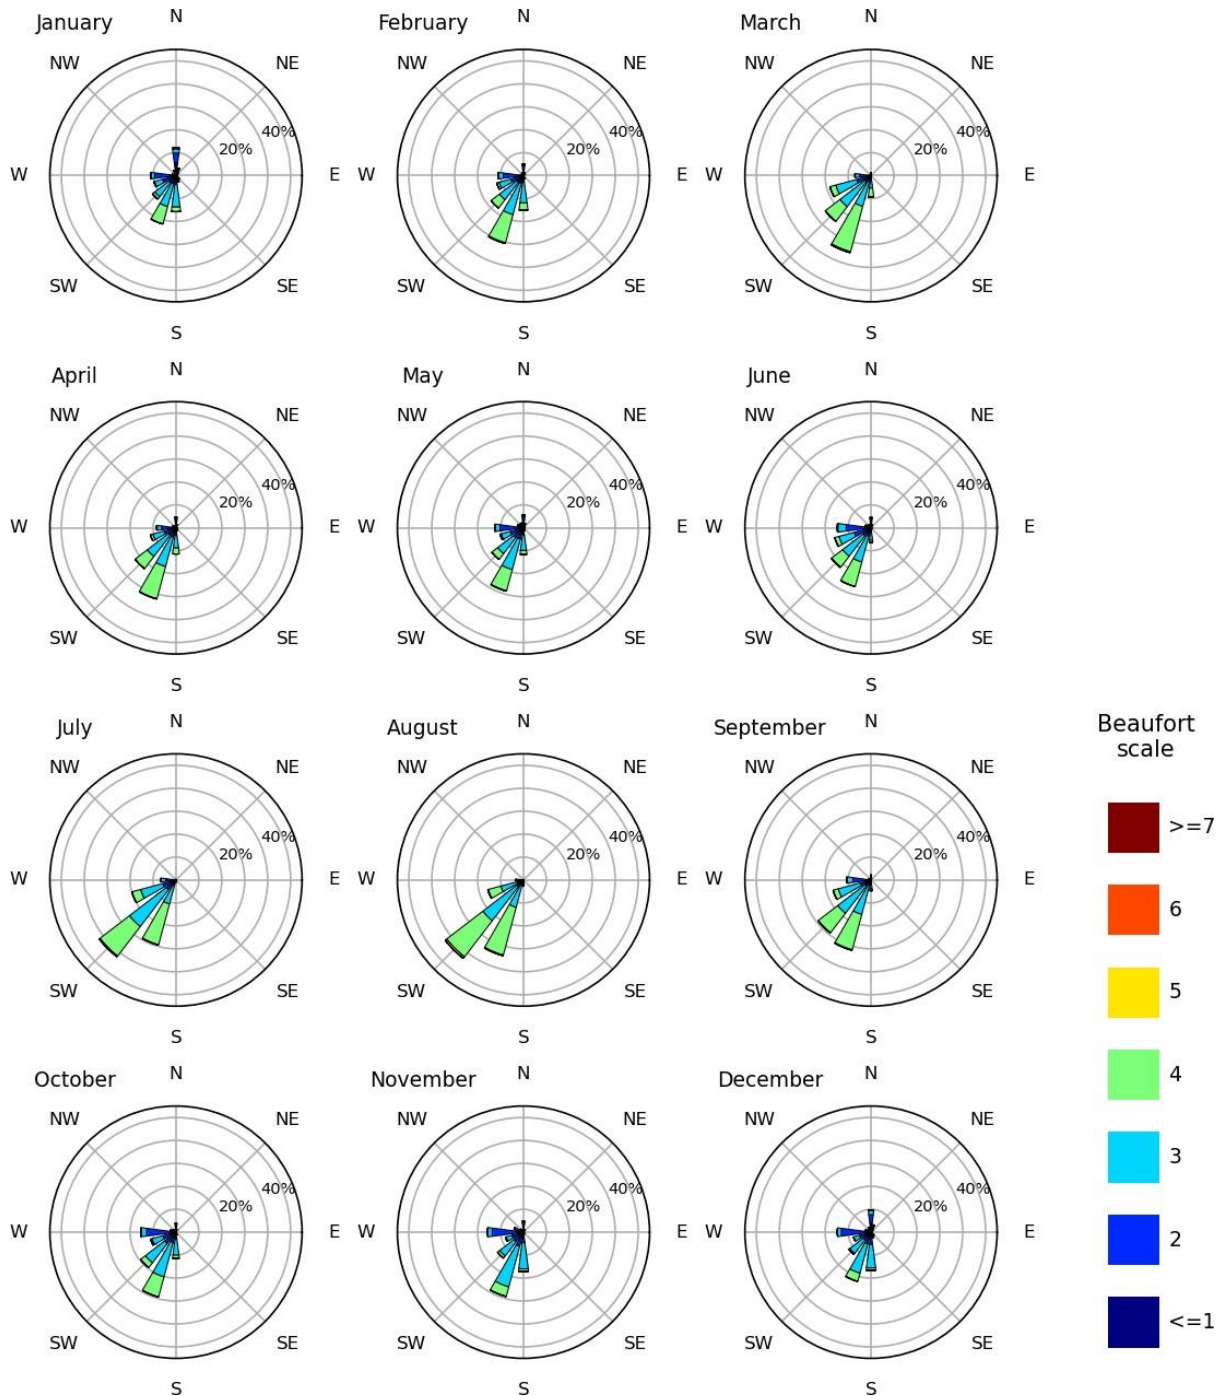 January
N
NW
NE
40%
20%
W
E
SW
SE
S
February
N
NW
NE
40%
20%
W
E
SW
SE
S
March
N
NW
NE
40%
20%
W
E
SW
SE
S
April
N
NW
NE
40%
20%
W
E
SW
SE
S
May
N
NW
NE
40%
20%
W
E
SW
SE
S
June
N
NW
NE
40%
20%
W
E
SW
SE
S
July
N
NW
NE
40%
20%
W
E
SW
SE
S
August
N
NW
NE
40%
20%
W
E
SW
SE
S
September
N
NW
NE
40%
20%
W
E
SW
SE
S
October
N
NW
NE
40%
20%
W
E
SW
SE
S
November
N
NW
NE
40%
20%
W
E
SW
SE
S
December
N
NW
NE
40%
20%
W
E
SW
SE
S
Beaufort
scale
>=7
6
5
4
3
2
<=1